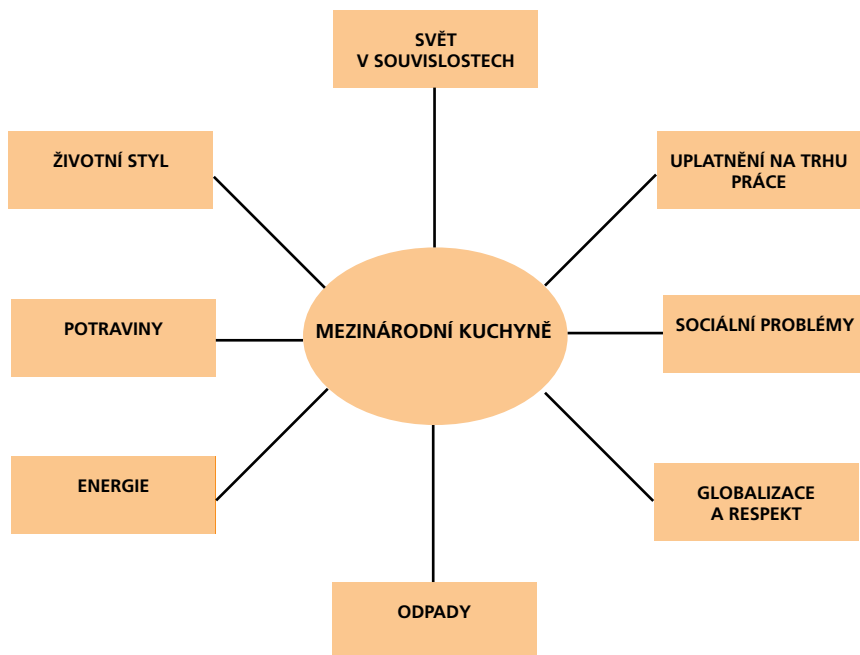 SVĚT
V SOUVISLOSTECH
ŽIVOTNÍ STYL
UPLATNĚNÍ NA TRHU
PRÁCE
POTRAVINY
MEZINÁRODNÍ KUCHYNĚ
SOCIÁLNÍ PROBLÉMY
ENERGIE
GLOBALIZACE
A RESPEKT
ODPADY